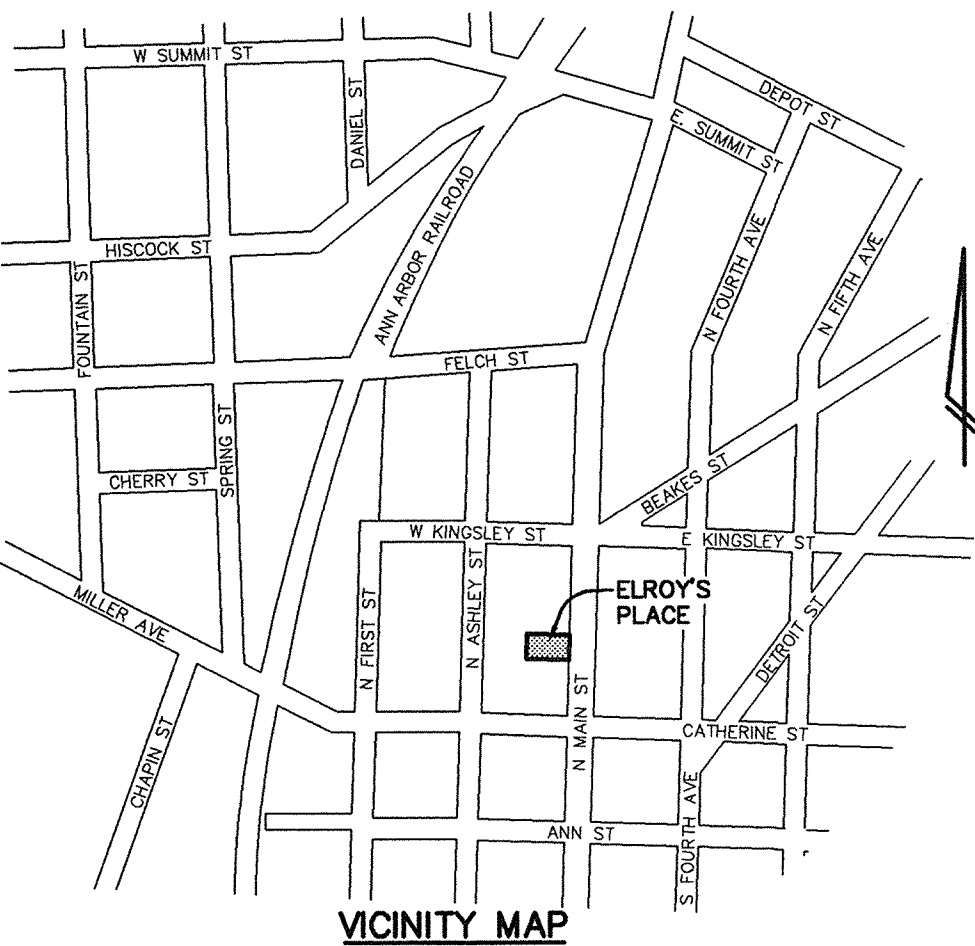 W SUMMIT ST
DEPOT ST
DANIEL ST
E. SUMMIT ST
ANN ARBOR RAILROAD
HISCOCK ST
N FOURTH AVE
N FIFTH AVE
FOUNTAIN ST
FELCH ST
SPRING ST
CHERRY ST
BEAKES ST
W KINGSLEY ST
E KINGSLEY ST
MILLER AVE
N FIRST ST
N ASHLEY ST
ELROY'S
PLACE
DETROIT ST
N MAIN ST
CATHERINE ST
CHAPIN ST
ANN ST
S FOURTH AVE
VICINITY MAP